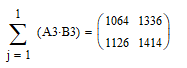 1
∑ (A3·B3) = (1064 1336
1126 1414)
j = 1